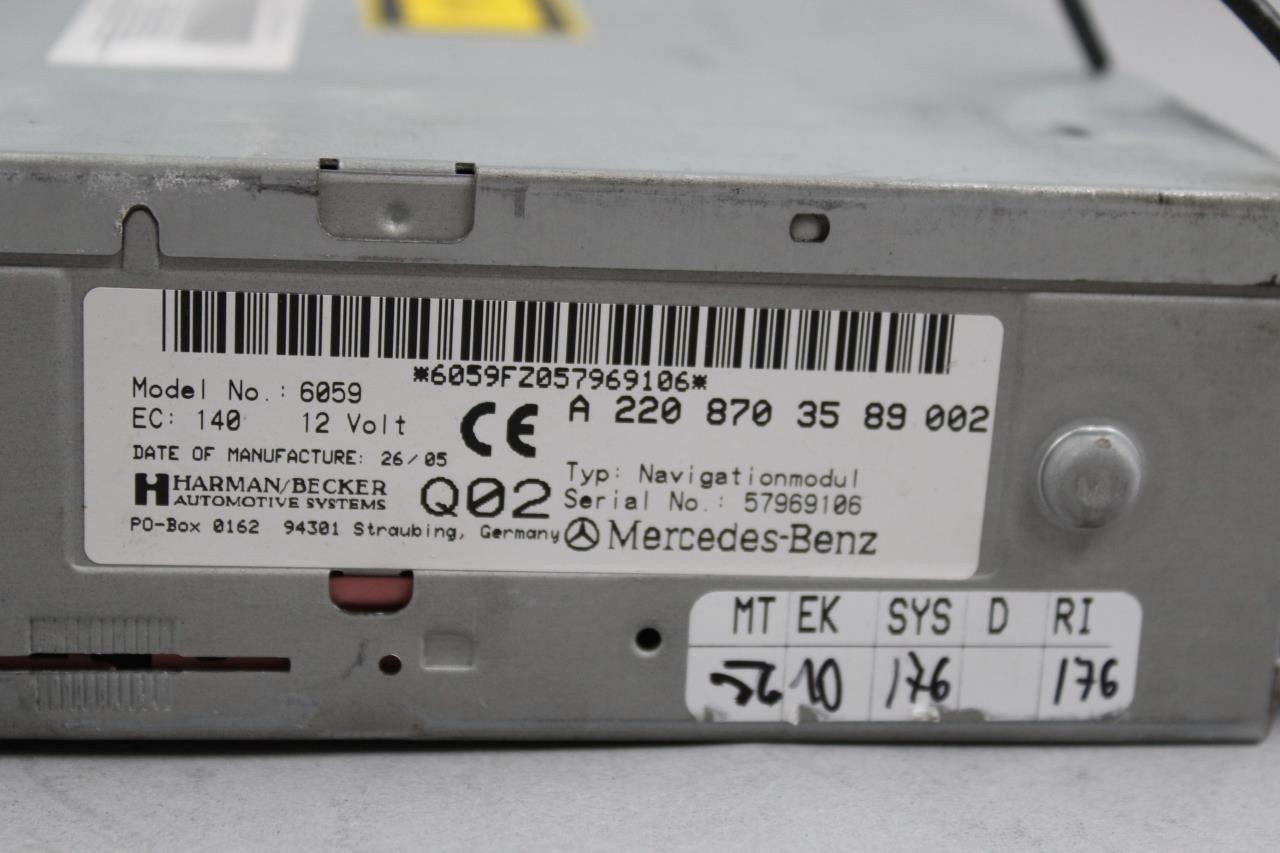 *6059FZ057969106*
Model No.: 6059
A 220 870 35 89 002
EC: 140 12 Volt
CE
DATE OF MANUFACTURE: 26/05
Typ: Navigationmodul
HARMAN/BECKER
AUTOMOTIVE SYSTEMS
Q02
Serial No.: 57969106
PO-Box 0162 94301 Straubing, Germany
Mercedes-Benz
MT EK SYS D RI
10 176 176